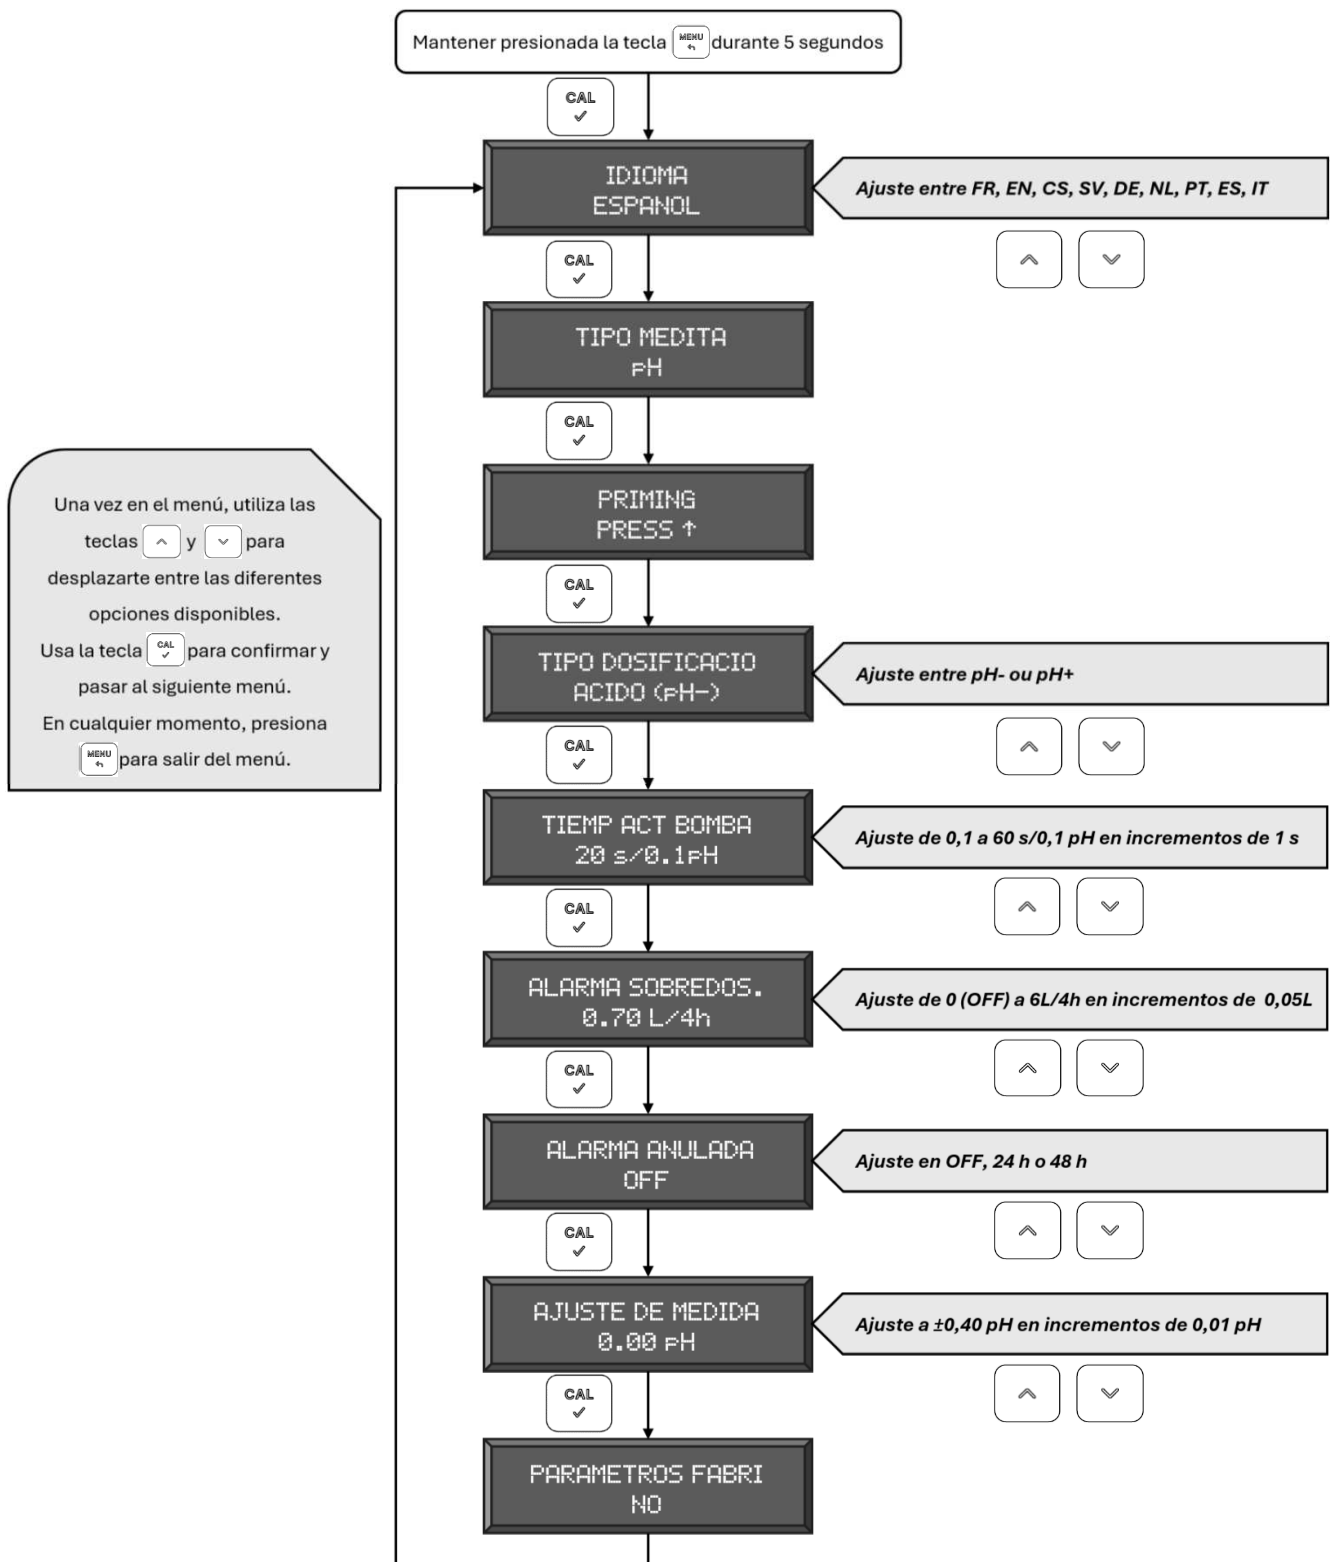 Mantener presionada la tecla MENU durante 5 segundos
CAL
IDIOMA
ESPANOL
Ajuste entre FR, EN, CS, SV, DE, NL, PT, ES, IT
CAL
TIPO MEDITA
pH
CAL
PRIMING
PRESS ↑
Una vez en el menú, utiliza las
teclas y para
desplazarte entre las diferentes
opciones disponibles.
Usa la tecla CAL para confirmar y
pasar al siguiente menú.
En cualquier momento, presiona
MENU para salir del menú.
CAL
TIPO DOSIFICACIO
ACIDO (pH-)
Ajuste entre pH- ou pH+
CAL
TIEMP ACT BOMBA
20 s/0.1pH
Ajuste de 0,1 a 60 s/0,1 pH en incrementos de 1 s
CAL
ALARMA SOBREDOS.
0.70 L/4h
Ajuste de 0 (OFF) a 6L/4h en incrementos de 0,05L
CAL
ALARMA ANULADA
OFF
Ajuste en OFF, 24 h o 48 h
CAL
AJUSTE DE MEDIDA
0.00 pH
Ajuste a ±0,40 pH en incrementos de 0,01 pH
CAL
PARAMETROS FABRI
NO